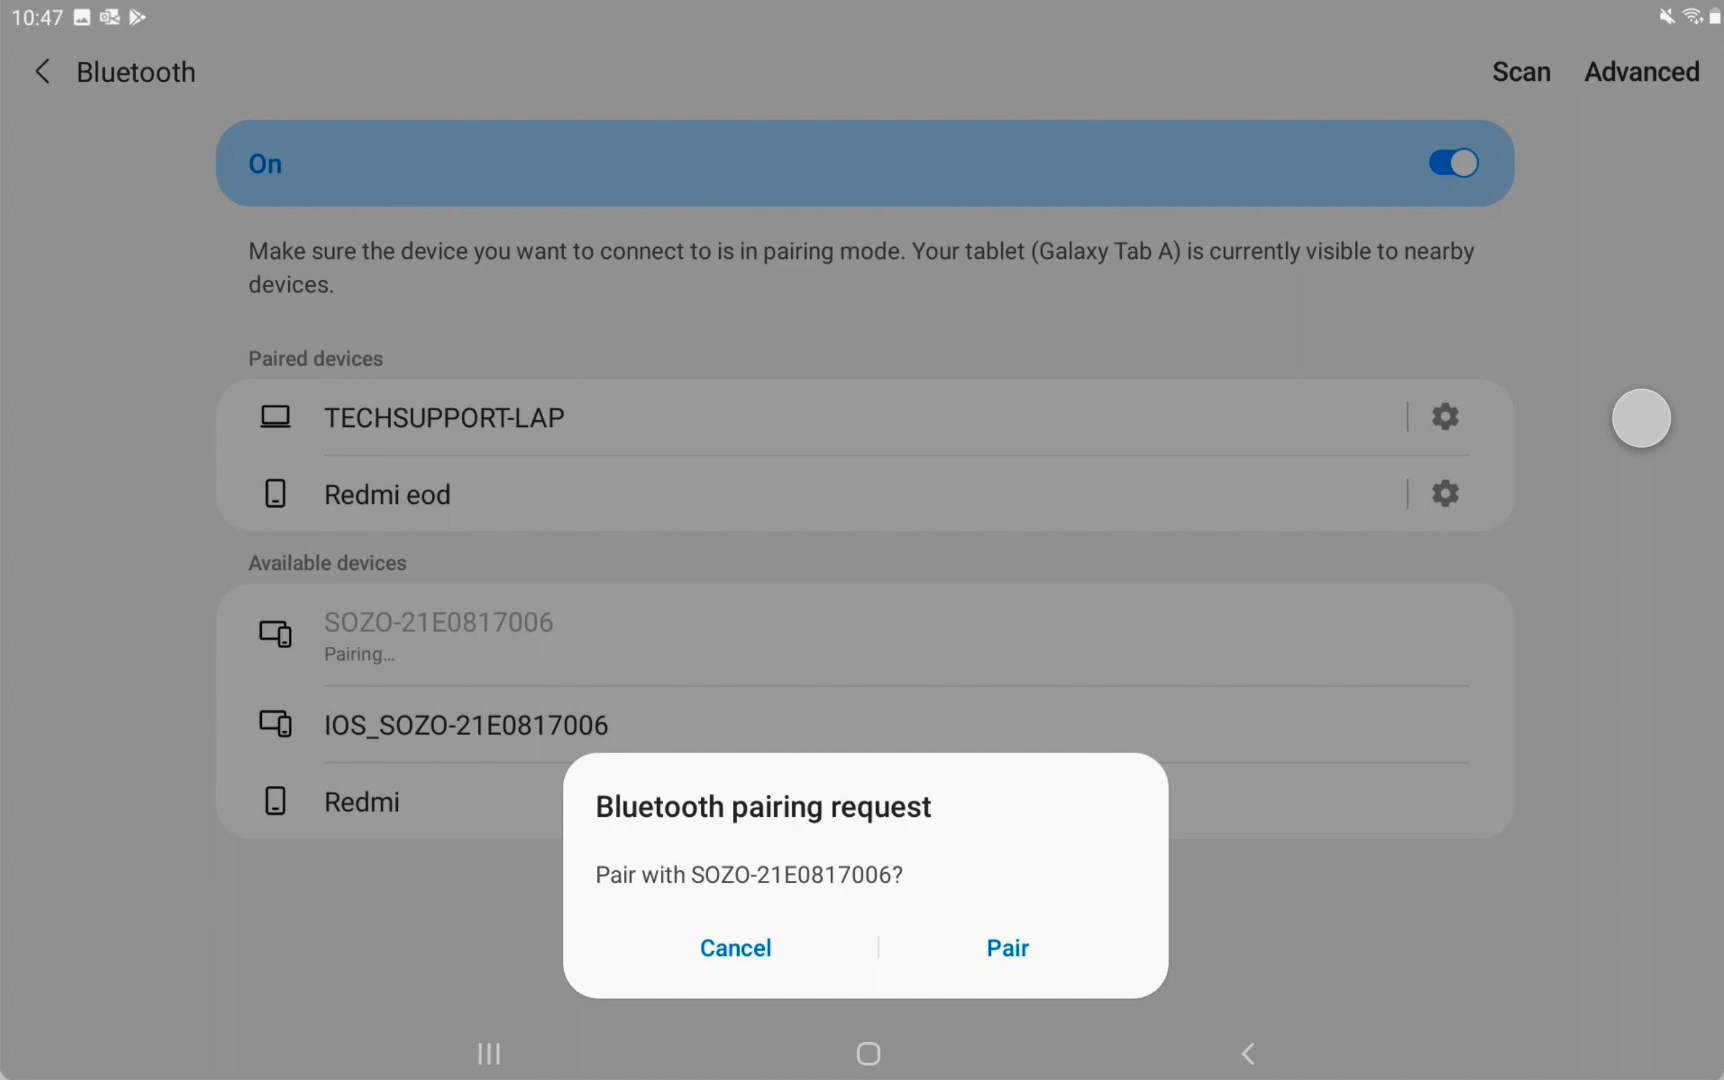 10:47
Bluetooth
Scan
Advanced
On
Make sure the device you want to connect to is in pairing mode. Your tablet (Galaxy Tab A) is currently visible to nearby
devices.
Paired devices
TECHSUPPORT-LAP
Redmi eod
Available devices
SOZO-21E0817006
Pairing...
IOS_SOZO-21E0817006
Redmi
Bluetooth pairing request
Pair with SOZO-21E0817006?
Cancel
Pair